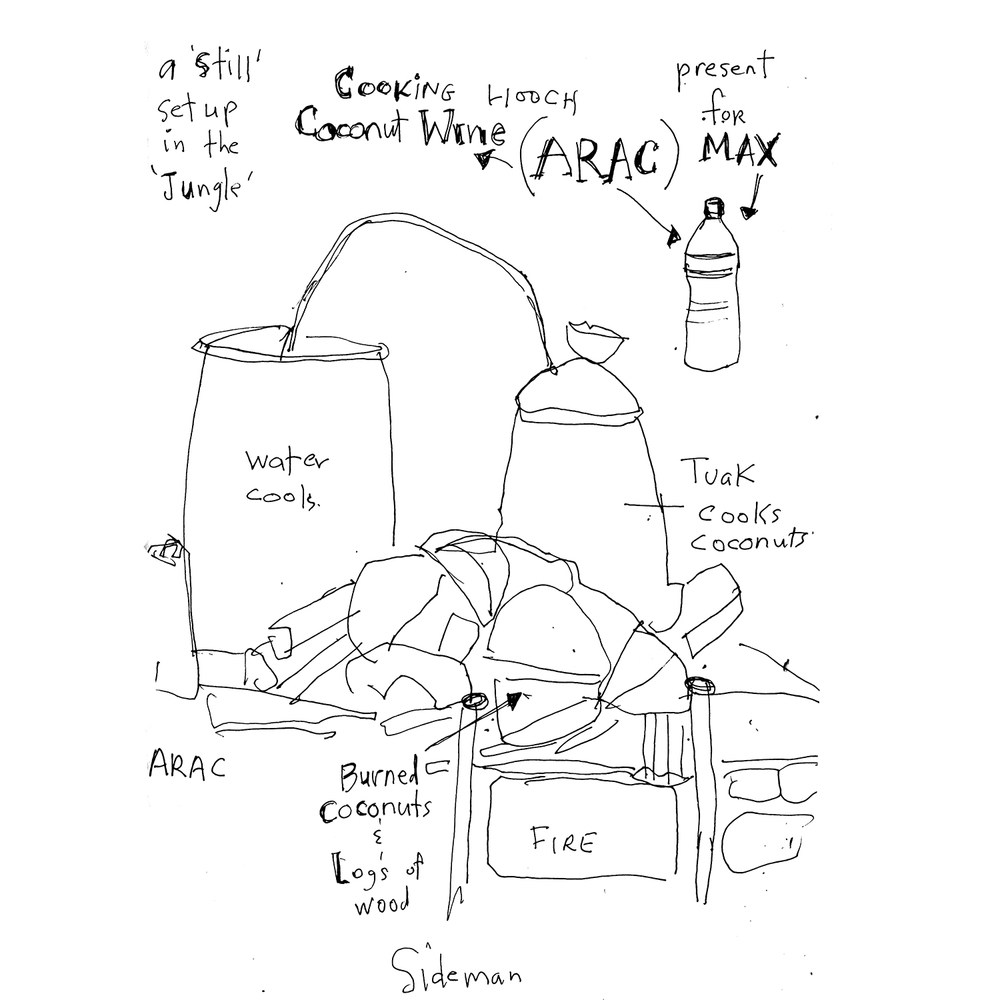 a 'still'
set up
in the
'Jungle'
COOKING HOOCH
Coconut Wine
(ARAC)
present
for
MAX
water
cools.
Tuak
cooks
coconuts
ARAC
Burned
coconuts
&
Logs of
wood
FIRE
Sideman